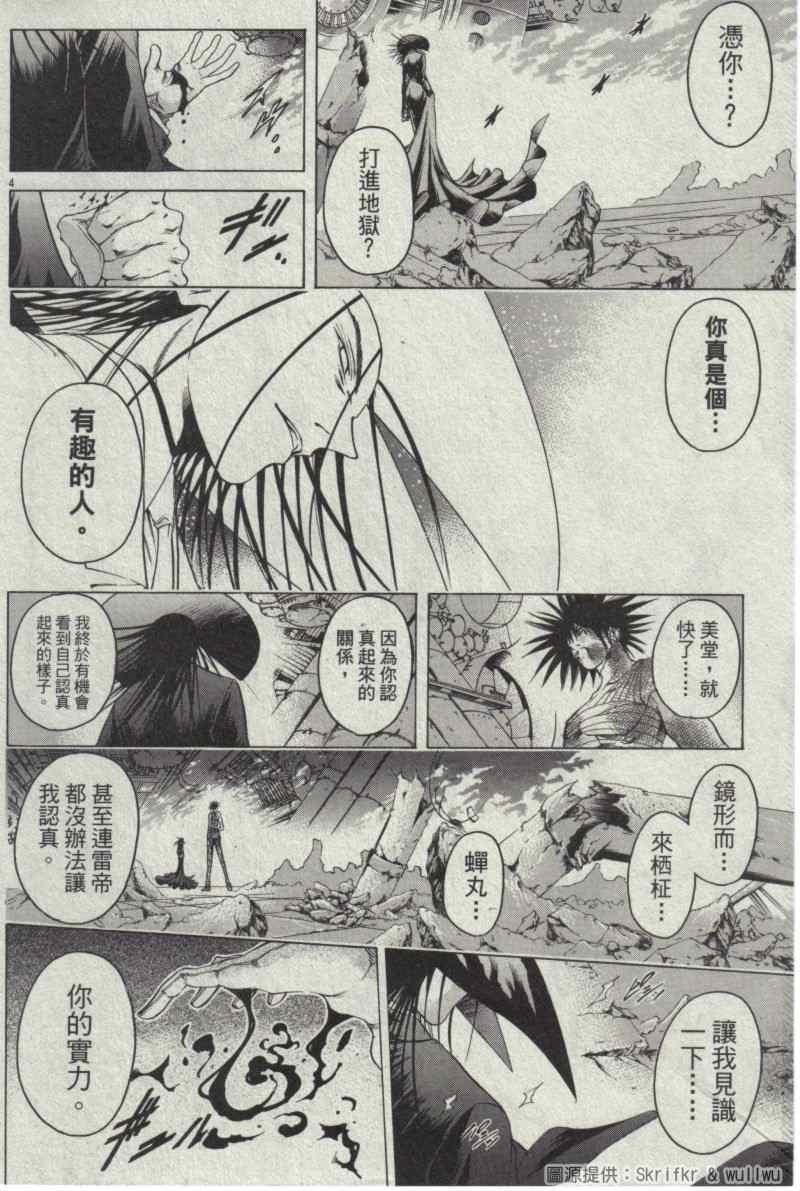 憑你…?
打進地獄?
4
你真是個…
有趣的人。
美堂，就
快了……
因為你認
真起來的
關係，
我終於有機會
看到自己認真
起來的樣子。
鏡形而…
來栖柾…
蟬丸…
甚至連雷帝
都沒辦法讓
我認真。
讓我見識
一下……
你的實力。
圖源提供：Skrifkr & wullwu